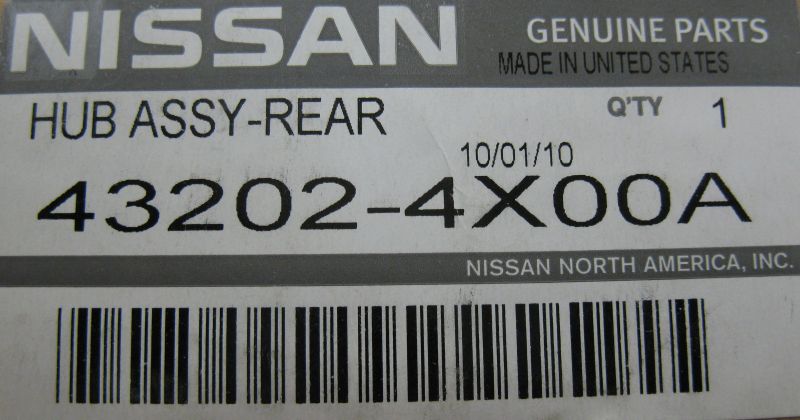 NISSAN GENUINE PARTS
MADE IN UNITED STATES
HUB ASSY-REAR Q'TY 1
10/01/10
43202-4X00A
NISSAN NORTH AMERICA, INC.